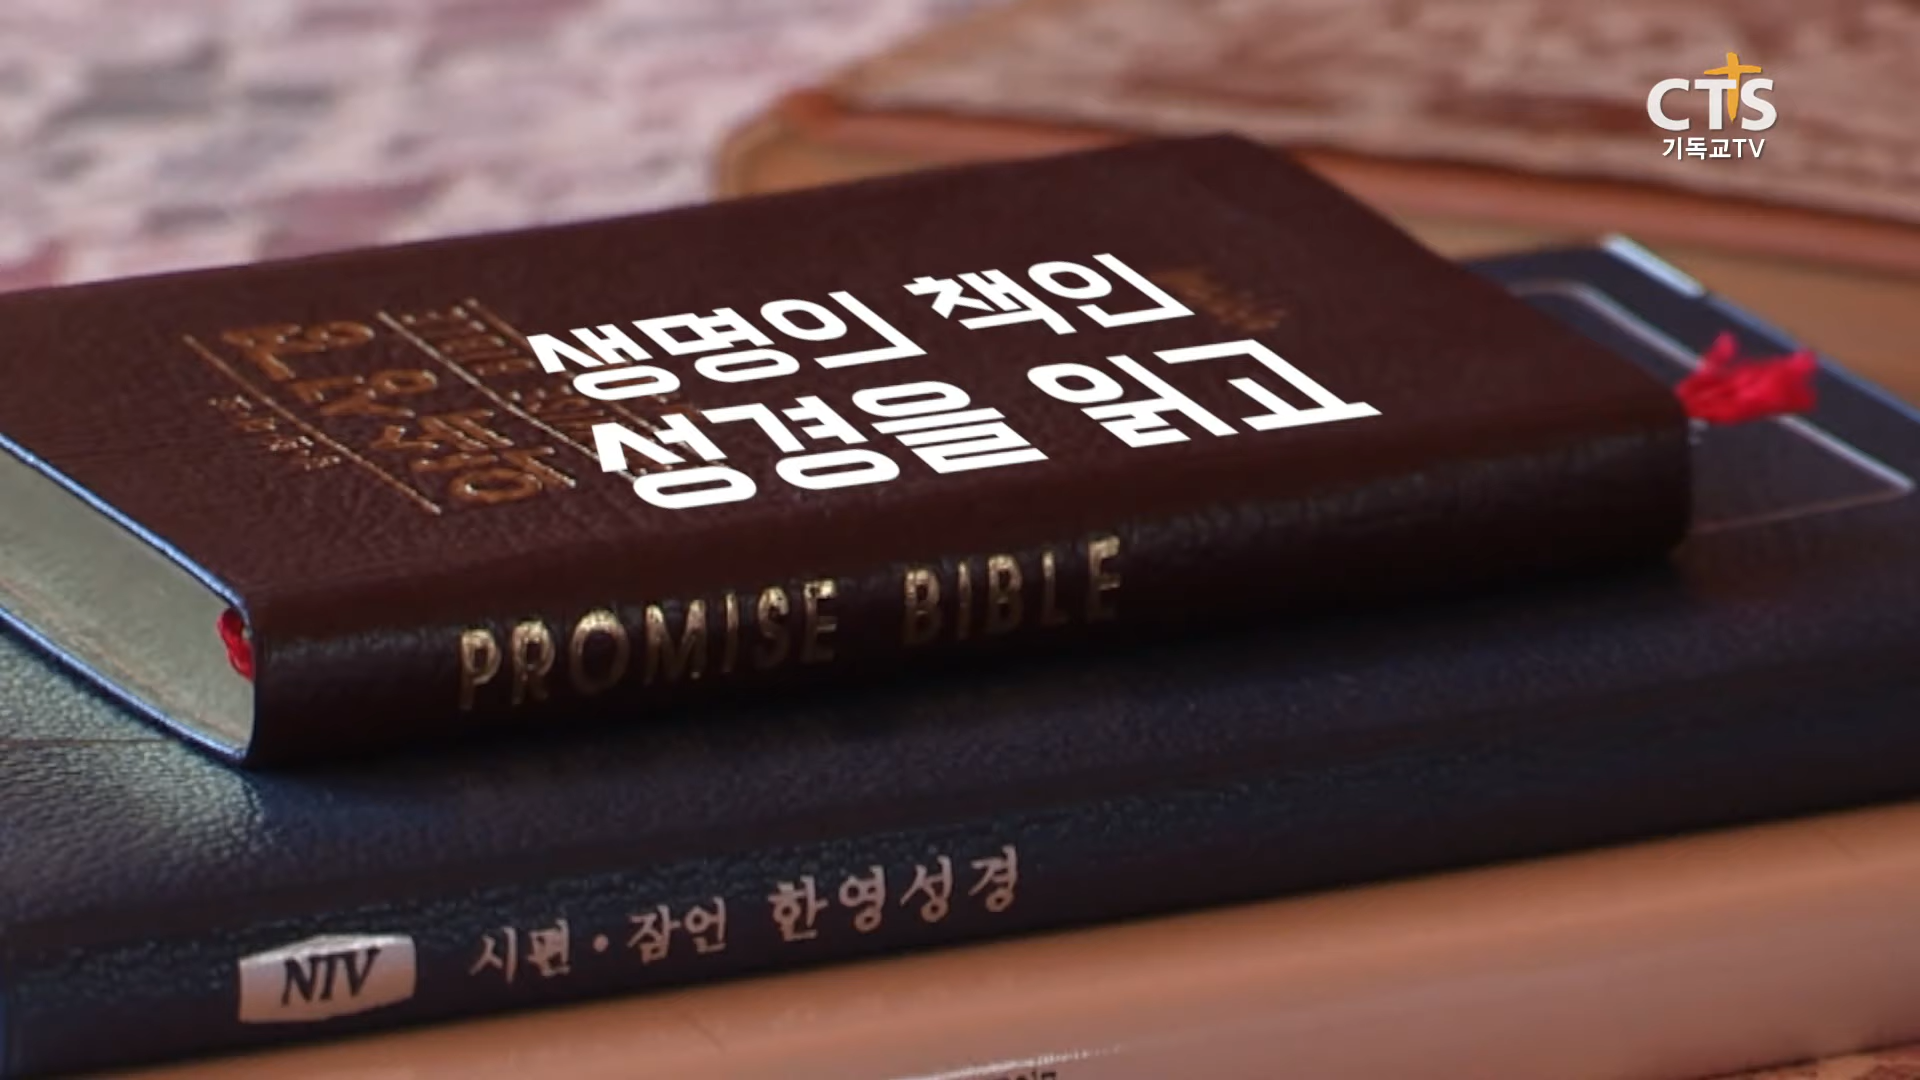 CTS
기독교TV
생명의 책인
성경을 읽고
PROMISE BIBLE
시편·잠언 한영성경
NIV